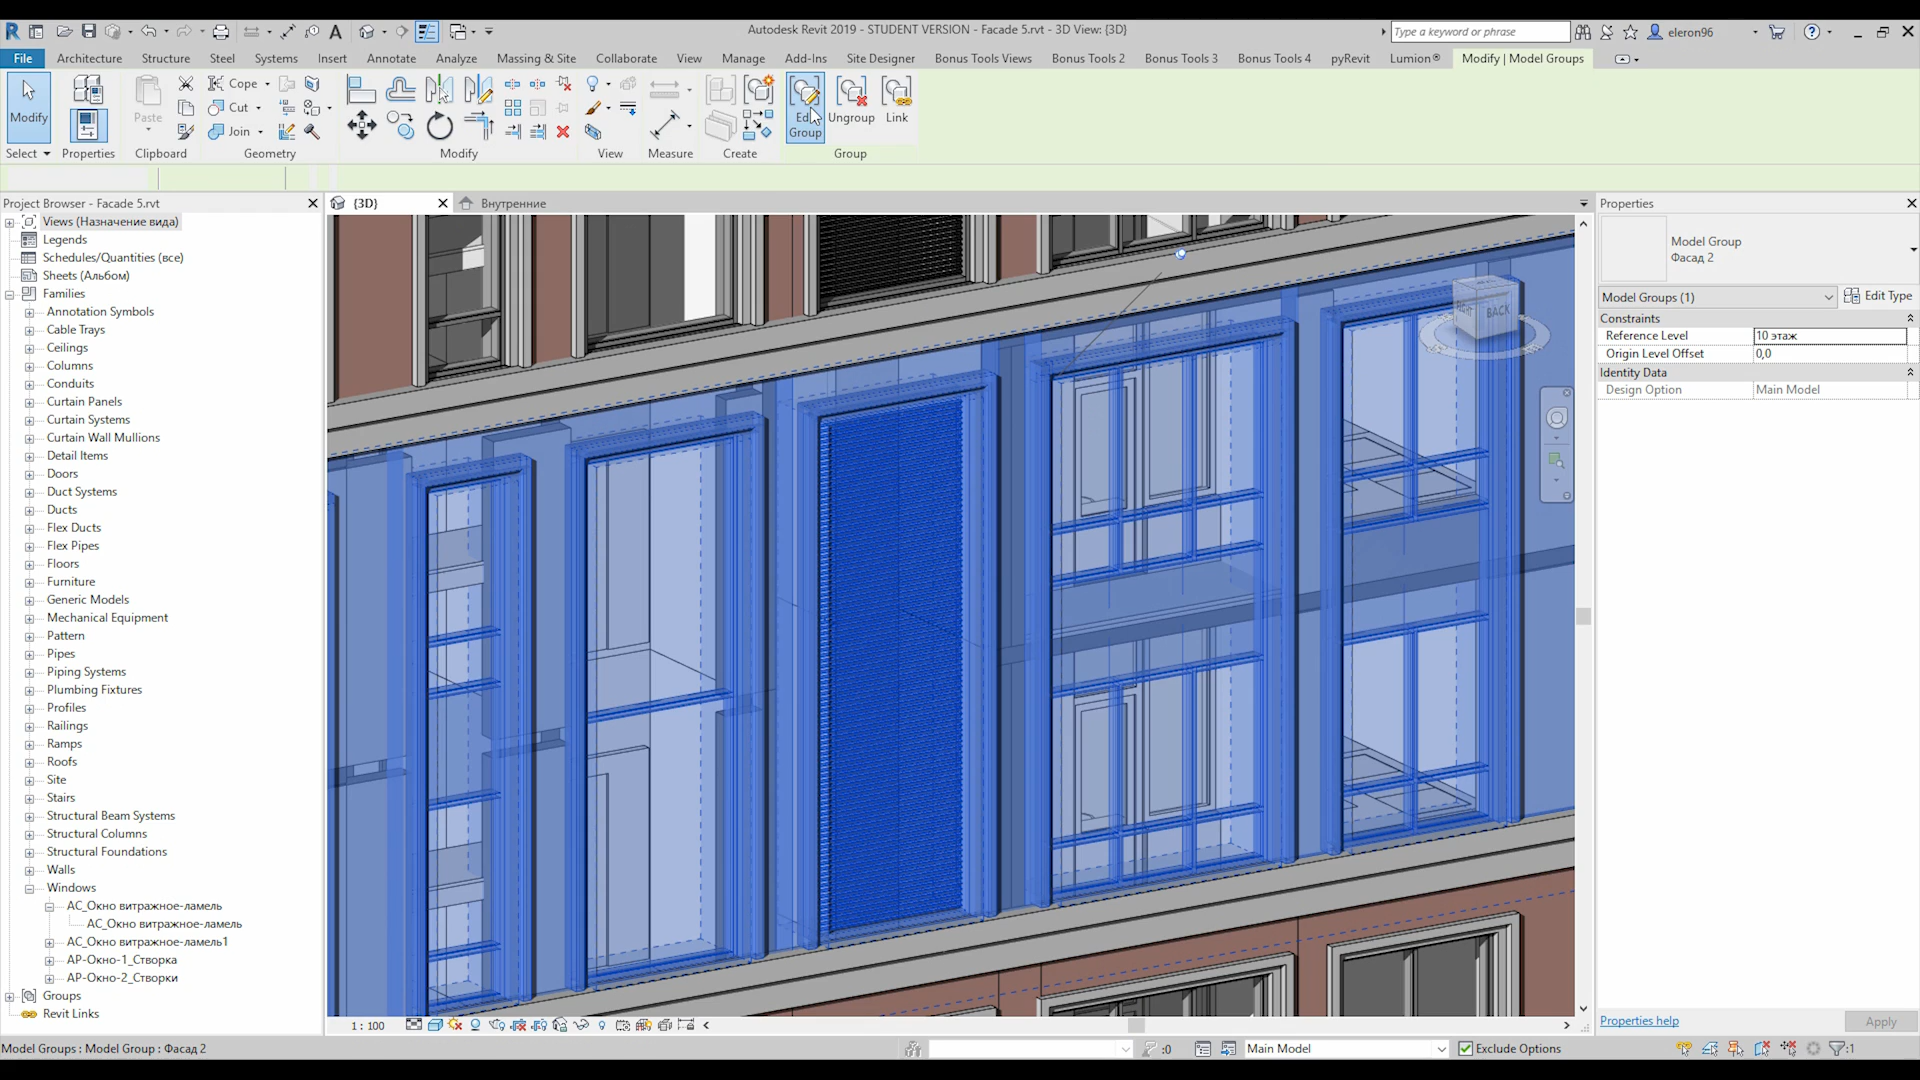 Autodesk Revit 2019 - STUDENT VERSION - Facade 5.rvt - 3D View: {3D}
Type a keyword or phrase
eleron96
File
Architecture
Structure
Steel
Systems
Insert
Annotate
Analyze
Massing & Site
Collaborate
View
Manage
Add-Ins
Site Designer
Bonus Tools Views
Bonus Tools 2
Bonus Tools 3
Bonus Tools 4
pyRevit
Lumion®
Modify | Model Groups
Modify
Paste
Cope
Cut
Join
Group
Ungroup
Link
Select
Properties
Clipboard
Geometry
Modify
View
Measure
Create
Group
Project Browser - Facade 5.rvt
{3D}
Внутренние
Properties
Views (Назначение вида)
Legends
Schedules/Quantities (все)
Sheets (Альбом)
Families
Annotation Symbols
Cable Trays
Ceilings
Columns
Conduits
Curtain Panels
Curtain Systems
Curtain Wall Mullions
Detail Items
Doors
Duct Systems
Ducts
Flex Ducts
Flex Pipes
Floors
Furniture
Generic Models
Mechanical Equipment
Pattern
Pipes
Piping Systems
Plumbing Fixtures
Profiles
Railings
Ramps
Roofs
Site
Stairs
Structural Beam Systems
Structural Columns
Structural Foundations
Walls
Windows
АС_Окно витражное-ламель
АС_Окно витражное-ламель
АС_Окно витражное-ламель1
АР-Окно-1_Створка
АР-Окно-2_Створки
Groups
Revit Links
BACK
Model Group
Фасад 2
Model Groups (1)
Edit Type
Constraints
Reference Level
10 этаж
Origin Level Offset
0,0
Identity Data
Design Option
Main Model
Properties help
Apply
1 : 100
Model Groups : Model Group : Фасад 2
:0
Main Model
Exclude Options
:1